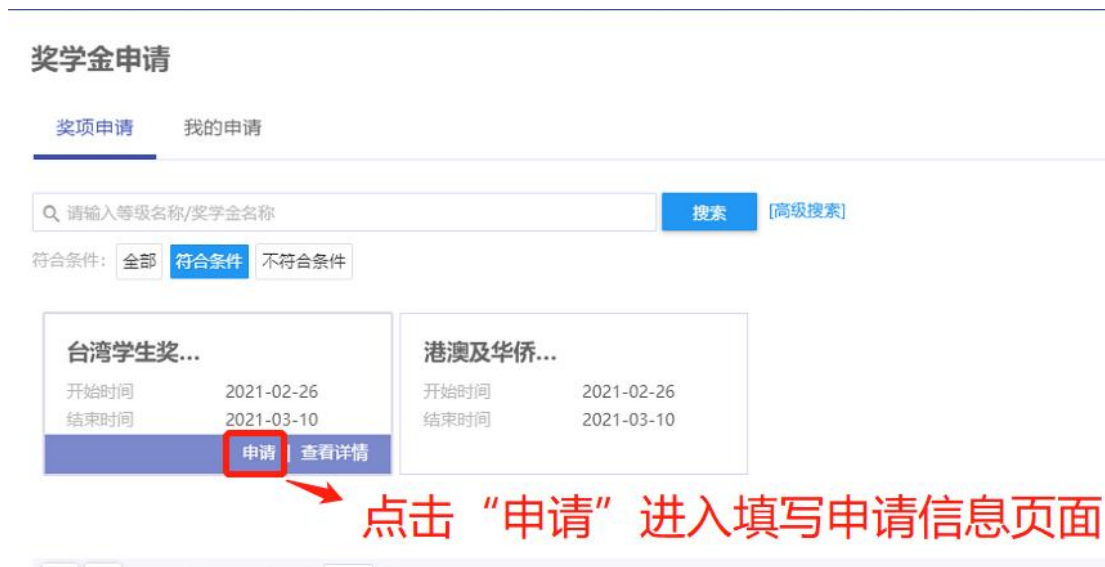 奖学金申请
奖项申请 我的申请
请输入等级名称/奖学金名称 搜索 [高级搜索]
符合条件: 全部 符合条件 不符合条件
台湾学生奖... 港澳及华侨...
开始时间 2021-02-26 开始时间 2021-02-26
结束时间 2021-03-10 结束时间 2021-03-10
申请 | 查看详情
点击“申请”进入填写申请信息页面